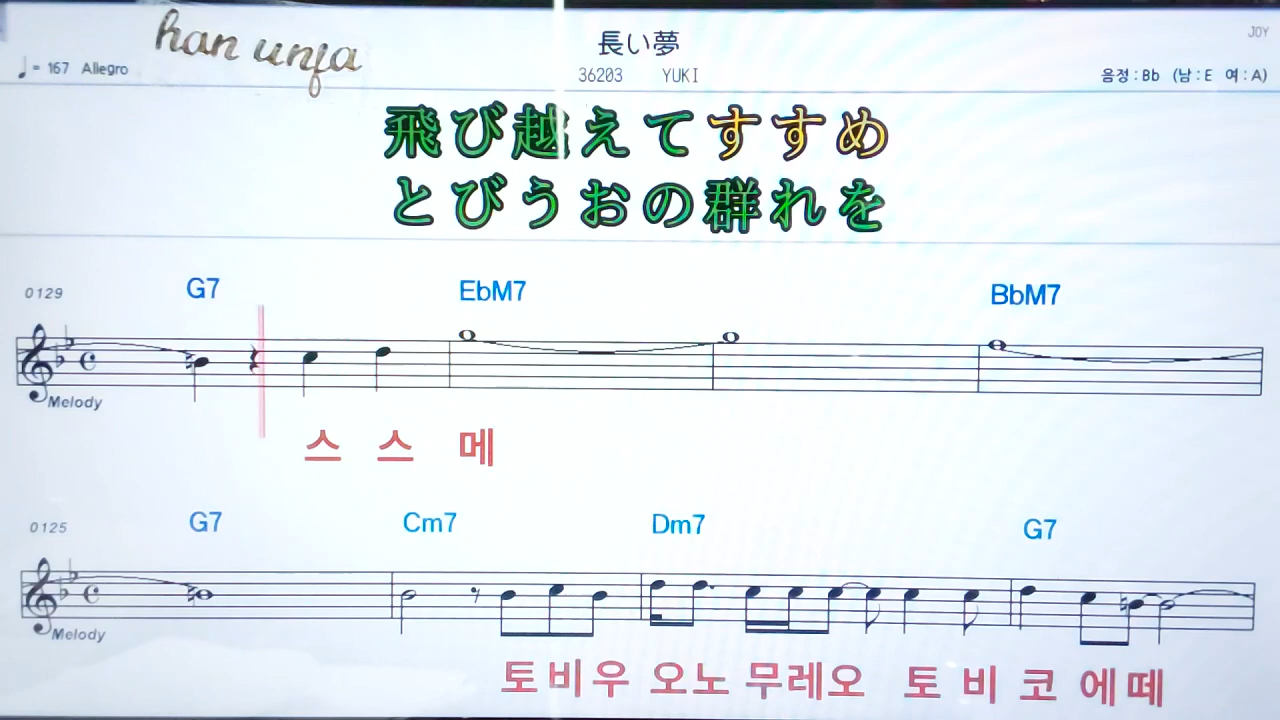 han unja
長い夢
JOY
♩= 167 Allegro
36203 YUKI
음정 : Bb (남 : E 여 : A)
飛び越えてすすめ
とびうおの群れを
0129 G7 EbM7 BbM7
Melody
스 스 메
0125 G7 Cm7 Dm7 G7
Melody
토비우 오노 무레오 토 비 코 에떼